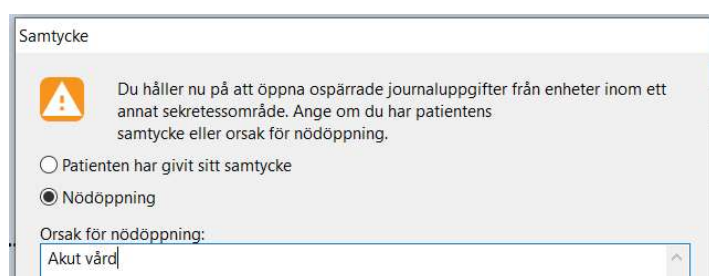 Samtycke
Du håller nu på att öppna ospärrade journaluppgifter från enheter inom ett
annat sekretessområde. Ange om du har patientens
samtycke eller orsak för nödöppning.
Patienten har givit sitt samtycke
Nödöppning
Orsak för nödöppning:
Akut vård